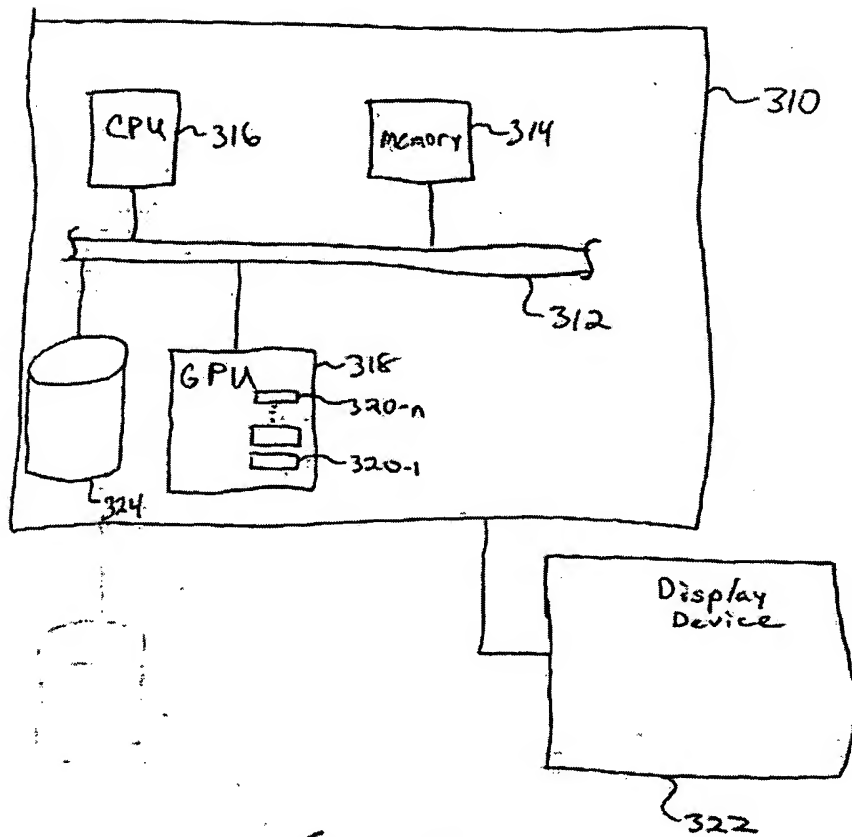 310
CPU
316
Memory
314
312
GPU
318
320-n
320-1
324
Display
Device
322